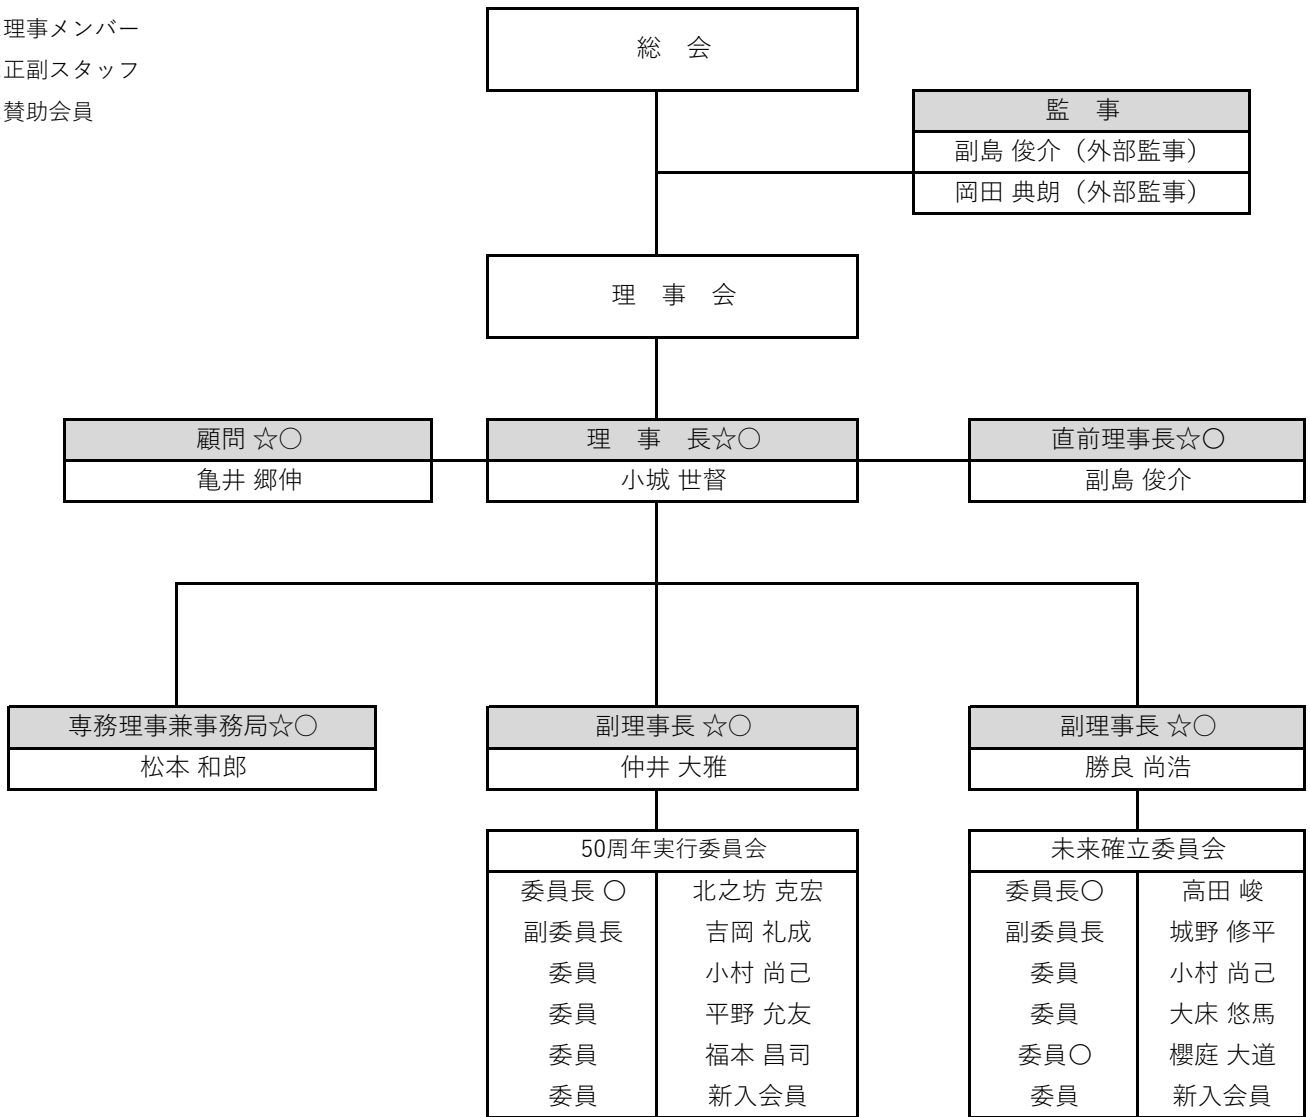 理事メンバー
正副スタッフ
賛助会員
総 会
監 事
副島 俊介（外部監事）
岡田 典朗（外部監事）
理 事 会
顧問 ☆〇
亀井 郷伸
理 事 長☆〇
小城 世督
直前理事長☆〇
副島 俊介
専務理事兼事務局☆〇
松本 和郎
副理事長 ☆〇
仲井 大雅
副理事長 ☆〇
勝良 尚浩
50周年実行委員会
委員長 〇 北之坊 克宏
副委員長 吉岡 礼成
委員 小村 尚己
委員 平野 允友
委員 福本 昌司
委員 新入会員
未来確立委員会
委員長〇 高田 峻
副委員長 城野 修平
委員 小村 尚己
委員 大床 悠馬
委員〇 櫻庭 大道
委員 新入会員